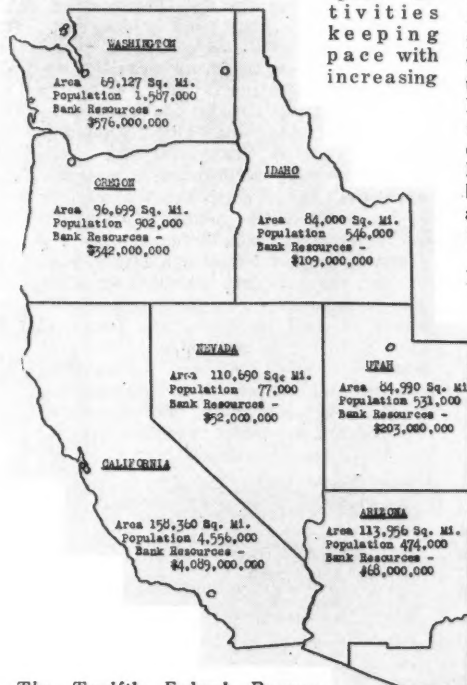 tivities
keeping
pace with
increasing
WASHINGTON
Area 69,127 Sq. Mi.
Population 1,587,000
Bank Resources -
$576,000,000
OREGON
Area 96,699 Sq. Mi.
Population 902,000
Bank Resources -
$342,000,000
IDAHO
Area 84,000 Sq. Mi.
Population 546,000
Bank Resources -
$109,000,000
NEVADA
Area 110,690 Sq. Mi.
Population 77,000
Bank Resources -
$52,000,000
UTAH
Area 84,990 Sq. Mi
Population 531,000
Bank Resources -
$203,000,000
CALIFORNIA
Area 158,360 Sq. Mi.
Population 4,556,000
Bank Resources -
$4,089,000,000
ARIZONA
Area 113,956 Sq. Mi.
Population 474,000
Bank Resources -
$68,000,000